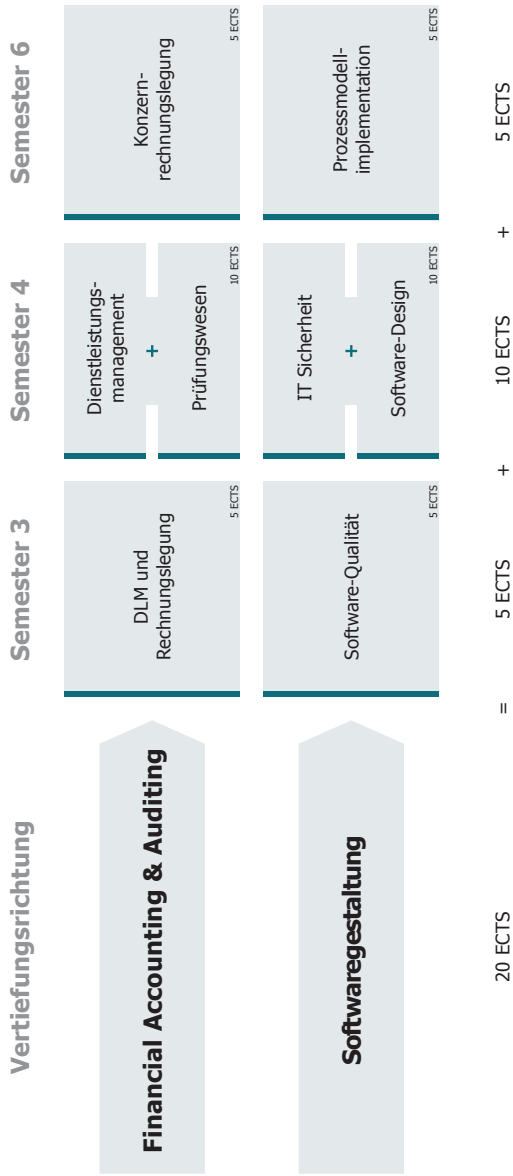 Vertiefungsrichtung
Semester 3
Semester 4
Semester 6
Financial Accounting & Auditing
DLM und
Rechnungslegung
5 ECTS
Dienstleistungs-
management
+
Prüfungswesen
10 ECTS
Konzern-
rechnungslegung
5 ECTS
Softwaregestaltung
Software-Qualität
5 ECTS
IT Sicherheit
+
Software-Design
10 ECTS
Prozessmodell-
implementation
5 ECTS
20 ECTS = 5 ECTS + 10 ECTS + 5 ECTS